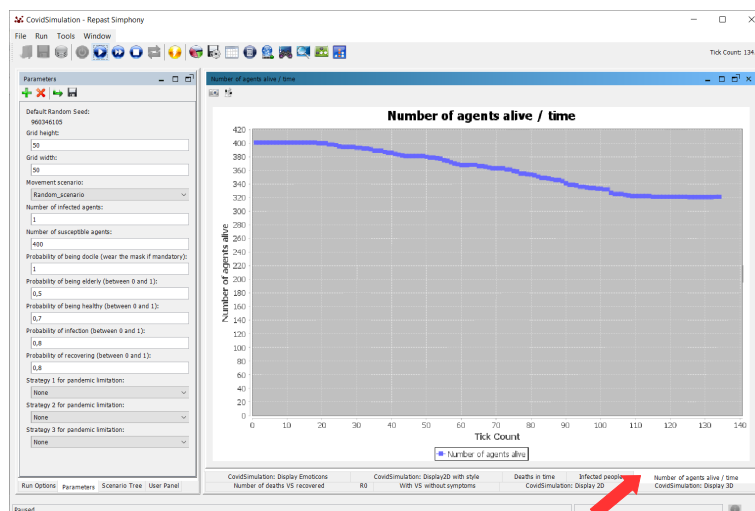 CovidSimulation - Repast Simphony
File Run Tools Window
Tick Count: 134
Parameters
Default Random Seed:
960346105
Grid height:
50
Grid width:
50
Movement scenario:
Random_scenario
Number of infected agents:
1
Number of susceptible agents:
400
Probability of being docile (wear the mask if mandatory):
1
Probability of being elderly (between 0 and 1):
0,5
Probability of being healthy (between 0 and 1):
0,7
Probability of infection (between 0 and 1):
0,8
Probability of recovering (between 0 and 1):
0,8
Strategy 1 for pandemic limitation:
None
Strategy 2 for pandemic limitation:
None
Strategy 3 for pandemic limitation:
None
Run Options Parameters Scenario Tree User Panel
Number of agents alive / time
Number of agents alive / time
Number of agents alive
420
400
380
360
340
320
300
280
260
240
220
200
180
160
140
120
100
80
60
40
20
0
0 10 20 30 40 50 60 70 80 90 100 110 120 130 140
Tick Count
Number of agents alive
CovidSimulation: Display Emoticons CovidSimulation: Display2D with style Deaths in time Infected people Number of agents alive / time
Number of deaths VS recovered R0 With VS without symptoms CovidSimulation: Display 2D CovidSimulation: Display 3D
Paused